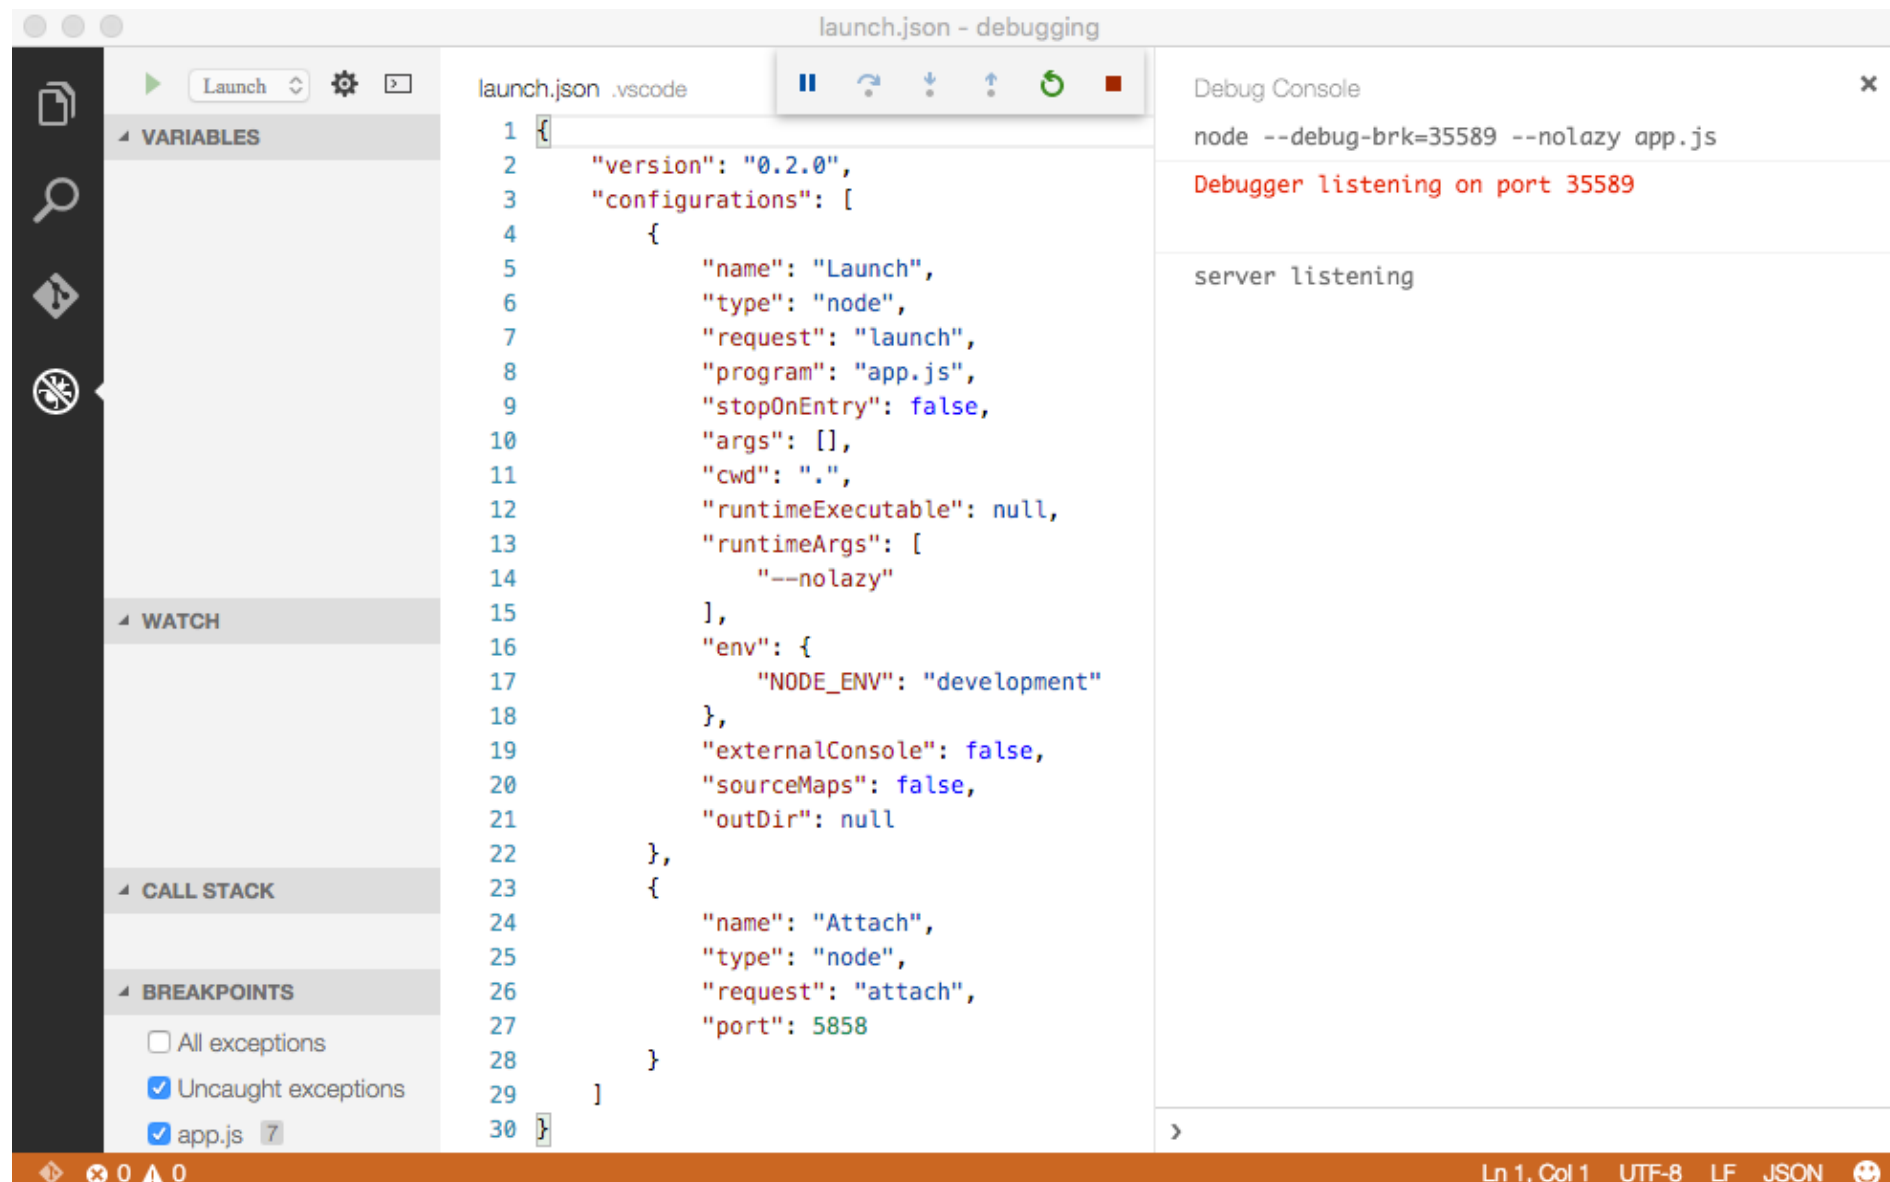 launch.json - debugging
Launch
VARIABLES
WATCH
CALL STACK
BREAKPOINTS
All exceptions
Uncaught exceptions
app.js 7
launch.json .vscode
1 {
2     "version": "0.2.0",
3     "configurations": [
4         {
5             "name": "Launch",
6             "type": "node",
7             "request": "launch",
8             "program": "app.js",
9             "stopOnEntry": false,
10             "args": [],
11             "cwd": ".",
12             "runtimeExecutable": null,
13             "runtimeArgs": [
14                 "--nolazy"
15             ],
16             "env": {
17                 "NODE_ENV": "development"
18             },
19             "externalConsole": false,
20             "sourceMaps": false,
21             "outDir": null
22         },
23         {
24             "name": "Attach",
25             "type": "node",
26             "request": "attach",
27             "port": 5858
28         }
29     ]
30 }
Debug Console
node --debug-brk=35589 --nolazy app.js
Debugger listening on port 35589
server listening
0 0
Ln 1, Col 1 UTF-8 LF JSON